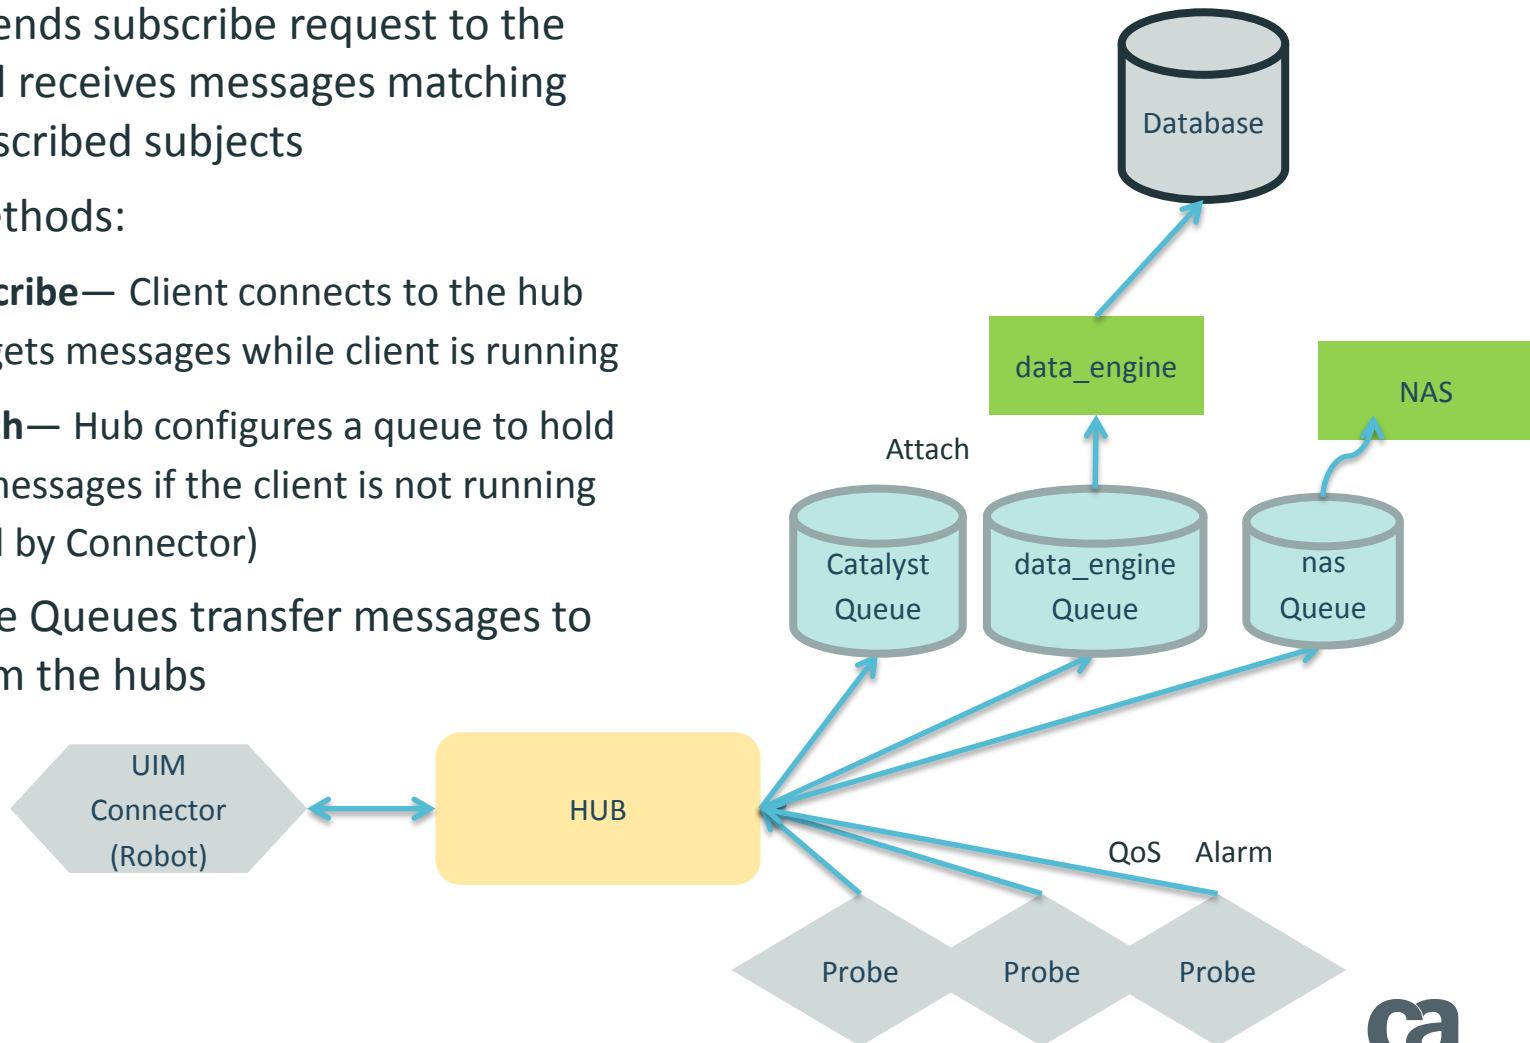 ends subscribe request to the
receives messages matching
scribed subjects
ethods:
cribe— Client connects to the hub
gets messages while client is running
ch— Hub configures a queue to hold
messages if the client is not running
by Connector)
e Queues transfer messages to
m the hubs
Database
data_engine
NAS
Attach
Catalyst
Queue
data_engine
Queue
nas
Queue
UIM
Connector
(Robot)
HUB
QoS Alarm
Probe
Probe
Probe
ca